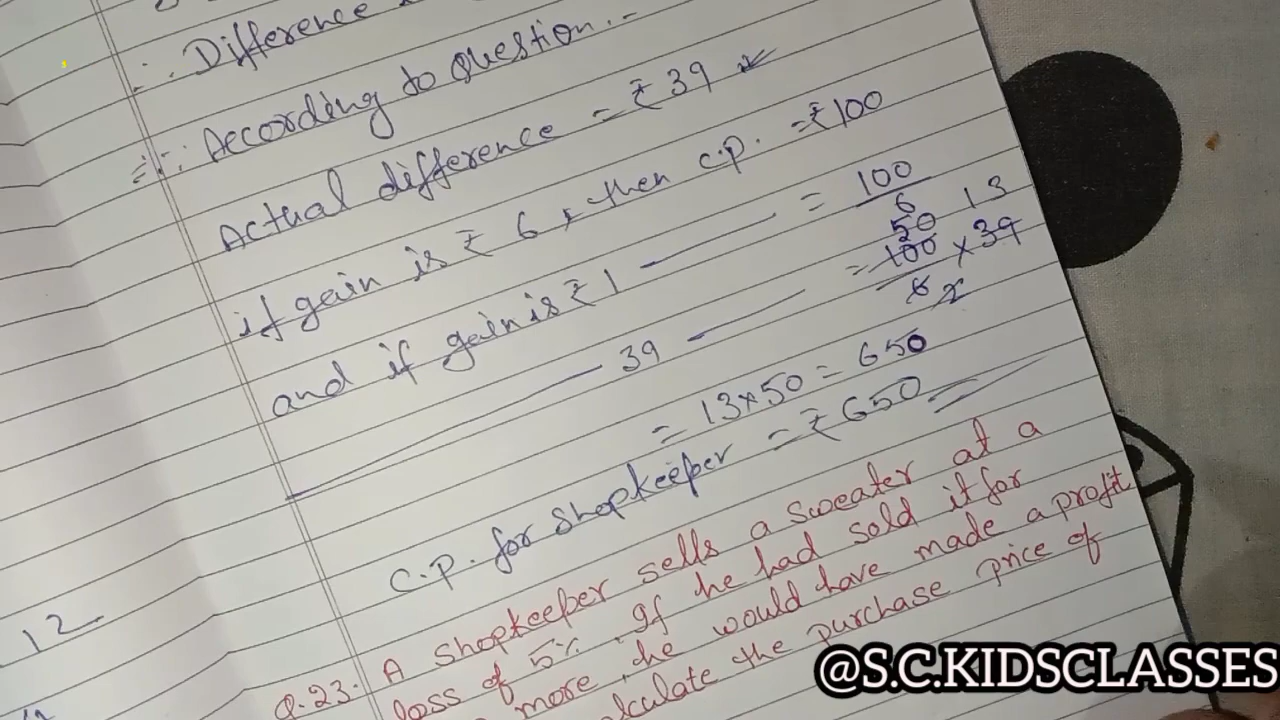 ∴ Difference
∴ According to Question.-
Actual difference = ₹39
if gain is ₹ 6, then c.p. = ₹100
and if gain is ₹1 — = 100/6
— 39 — = 100/6 × 39 50 13 2
= 13×50 = 650
C.P. for shopkeeper = ₹650
12
Q.23. A shopkeeper sells a sweater at a
loss of 5%. If he had sold it for
more, he would have made a profit
calculate the purchase price of
@S.C.KIDSCLASSES